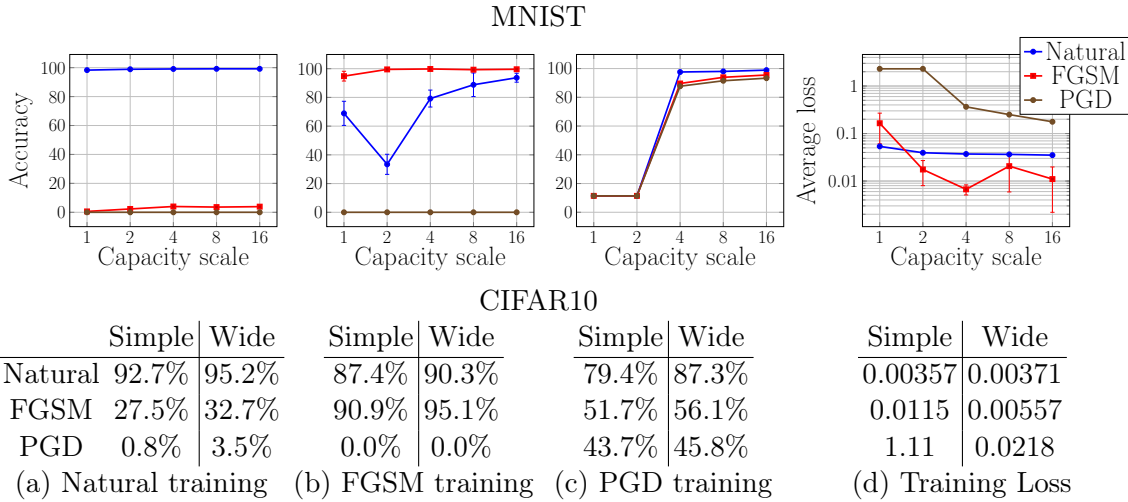 MNIST
Accuracy
100
80
60
40
20
0
1 2 4 8 16
Capacity scale
100
80
60
40
20
0
1 2 4 8 16
Capacity scale
100
80
60
40
20
0
1 2 4 8 16
Capacity scale
Average loss
1
0.1
0.01
1 2 4 8 16
Capacity scale
Natural
FGSM
PGD
CIFAR10
Simple Wide Simple Wide Simple Wide Simple Wide
Natural 92.7% 95.2% 87.4% 90.3% 79.4% 87.3% 0.00357 0.00371
FGSM 27.5% 32.7% 90.9% 95.1% 51.7% 56.1% 0.0115 0.00557
PGD 0.8% 3.5% 0.0% 0.0% 43.7% 45.8% 1.11 0.0218
(a) Natural training (b) FGSM training (c) PGD training (d) Training Loss